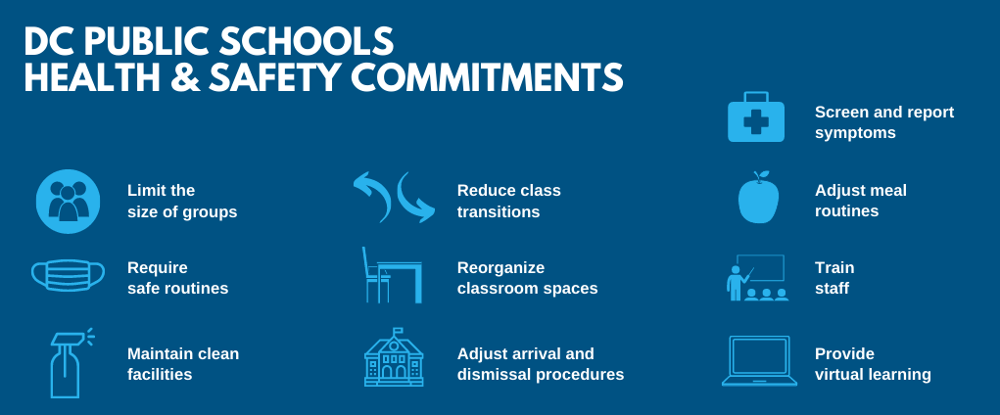 DC PUBLIC SCHOOLS
HEALTH & SAFETY COMMITMENTS
Limit the
size of groups
Require
safe routines
Maintain clean
facilities
Reduce class
transitions
Reorganize
classroom spaces
Adjust arrival and
dismissal procedures
Screen and report
symptoms
Adjust meal
routines
Train
staff
Provide
virtual learning